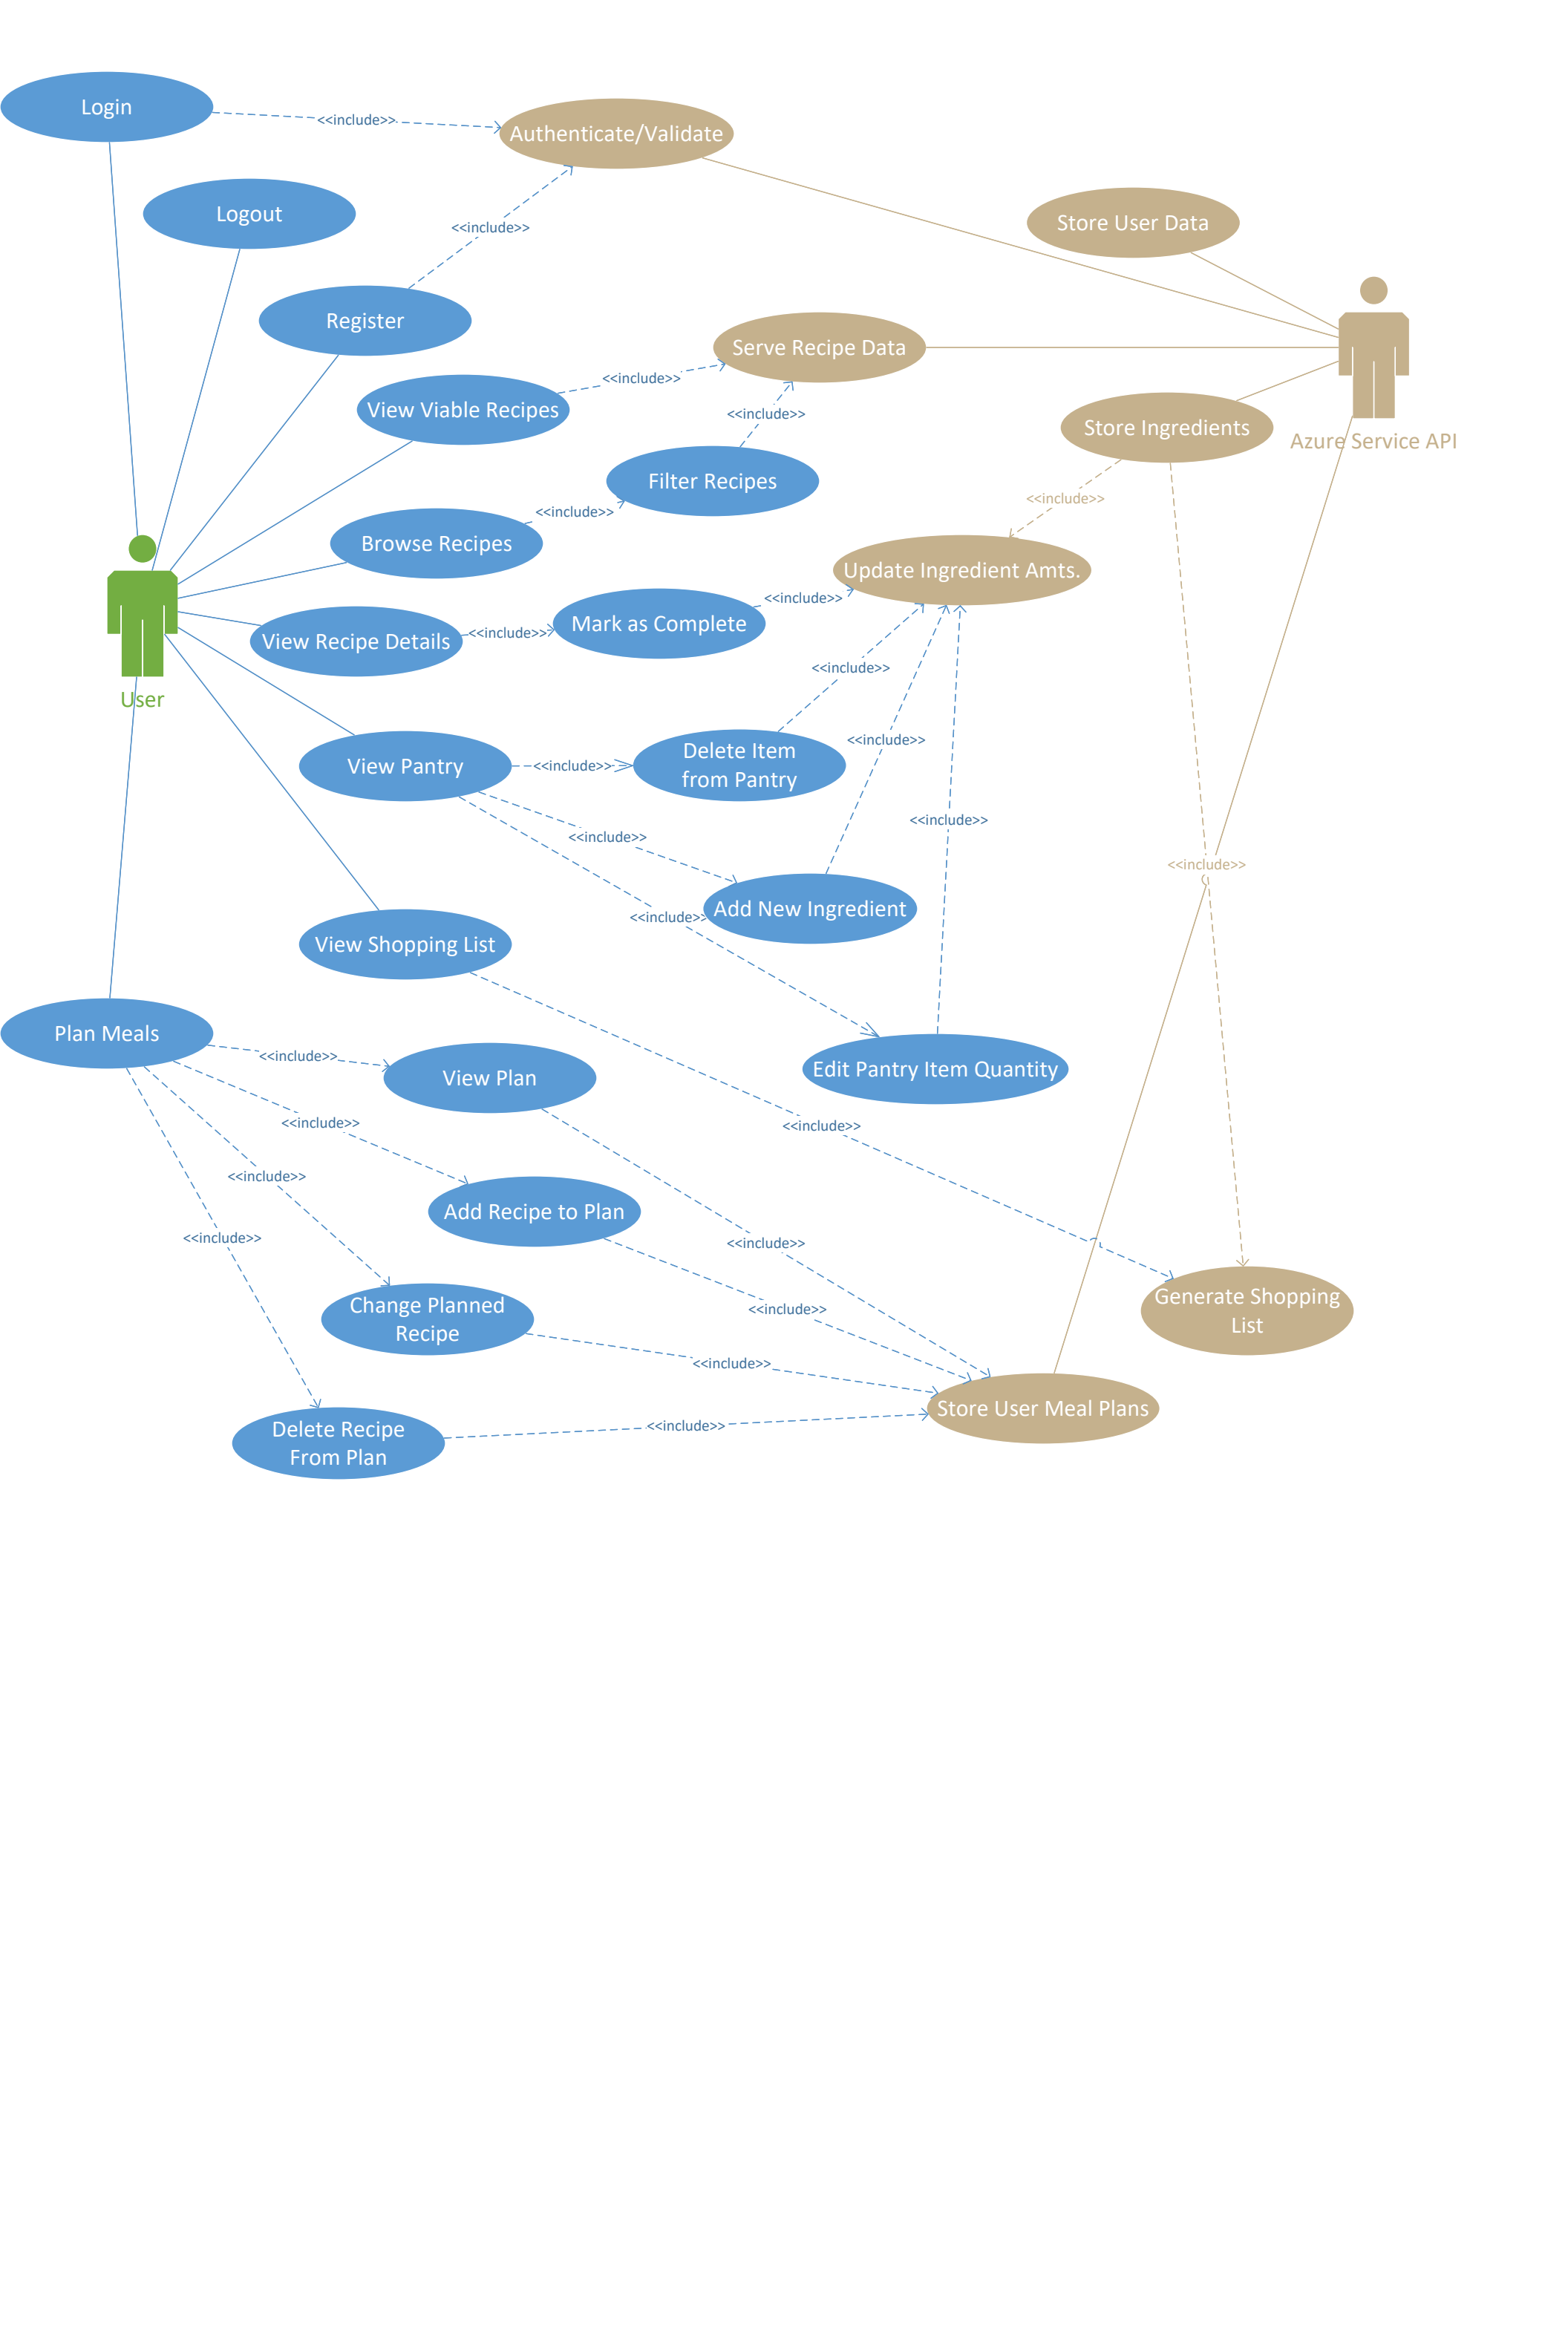 Login
<<include>>
Authenticate/Validate
Logout
Store User Data
<<include>>
Register
Serve Recipe Data
<<include>>
View Viable Recipes
<<include>>
Store Ingredients
Azure Service API
Filter Recipes
<<include>>
<<include>>
Browse Recipes
Update Ingredient Amts.
<<include>>
Mark as Complete
<<include>>
View Recipe Details
<<include>>
User
<<include>>
Delete Item
from Pantry
View Pantry
<<include>>
<<include>>
<<include>>
<<include>>
<<include>>
Add New Ingredient
<<include>>
View Shopping List
Plan Meals
<<include>>
View Plan
Edit Pantry Item Quantity
<<include>>
<<include>>
<<include>>
Add Recipe to Plan
<<include>>
<<include>>
Change Planned
Recipe
<<include>>
Generate Shopping
List
<<include>>
Store User Meal Plans
Delete Recipe
From Plan
<<include>>